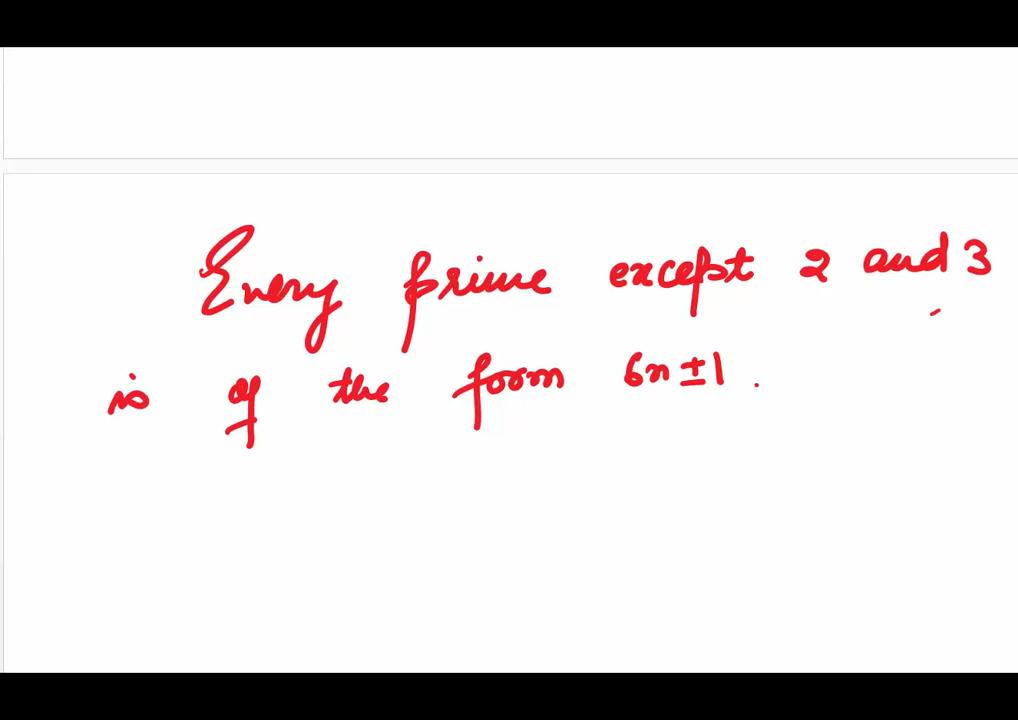 Every prime except 2 and 3
is of the form 6n ± 1 .